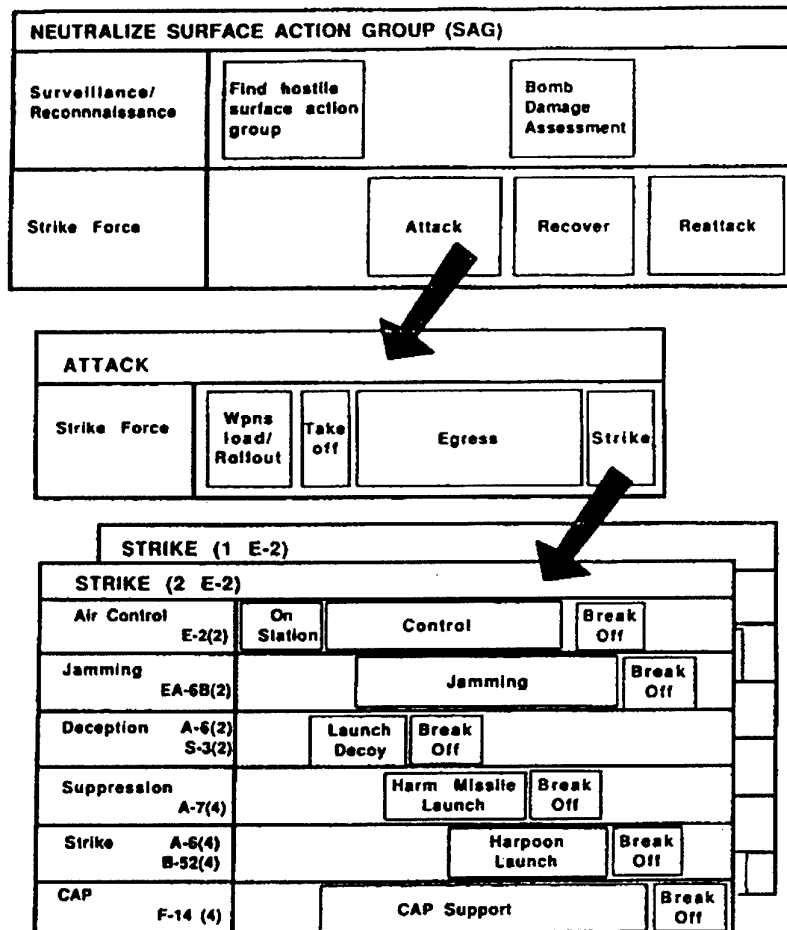 NEUTRALIZE SURFACE ACTION GROUP (SAG)
Surveillance/
Reconnnaissance
Find hostile
surface action
group
Bomb
Damage
Assessment
Strike Force
Attack
Recover
Reattack
ATTACK
Strike Force
Wpns
load/
Rollout
Take
off
Egress
Strike
STRIKE (1 E-2)
STRIKE (2 E-2)
Air Control
E-2(2)
On
Station
Control
Break
Off
Jamming
EA-6B(2)
Jamming
Break
Off
Deception A-6(2)
S-3(2)
Launch
Decoy
Break
Off
Suppression
A-7(4)
Harm Missile
Launch
Break
Off
Strike A-6(4)
B-52(4)
Harpoon
Launch
Break
Off
CAP
F-14 (4)
CAP Support
Break
Off